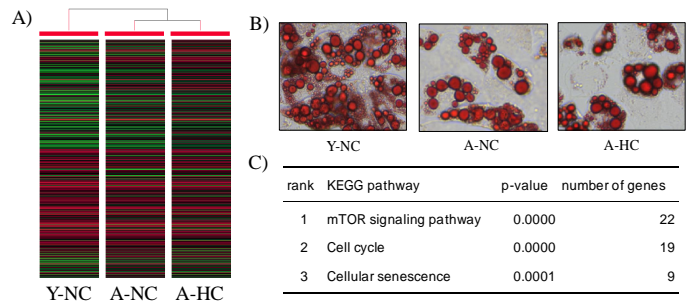 A)
Y-NC A-NC A-HC
B)
Y-NC A-NC A-HC
C)
rank KEGG pathway p-value number of genes
1 mTOR signaling pathway 0.0000 22
2 Cell cycle 0.0000 19
3 Cellular senescence 0.0001 9